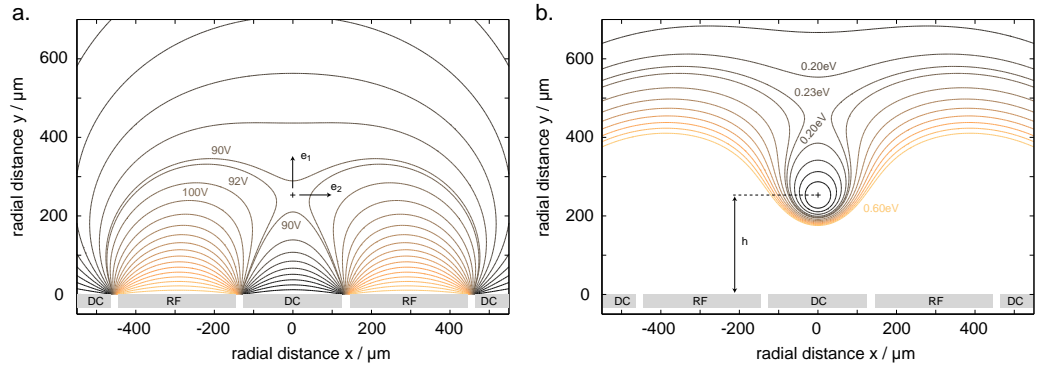 a.
600
400
200
0
radial distance y / µm
90V
92V
100V
90V
e1
e2
DC RF DC RF DC
-400 -200 0 200 400
radial distance x / µm
b.
600
400
200
0
radial distance y / µm
0.20eV
0.23eV
0.20eV
0.60eV
h
DC RF DC RF DC
-400 -200 0 200 400
radial distance x / µm